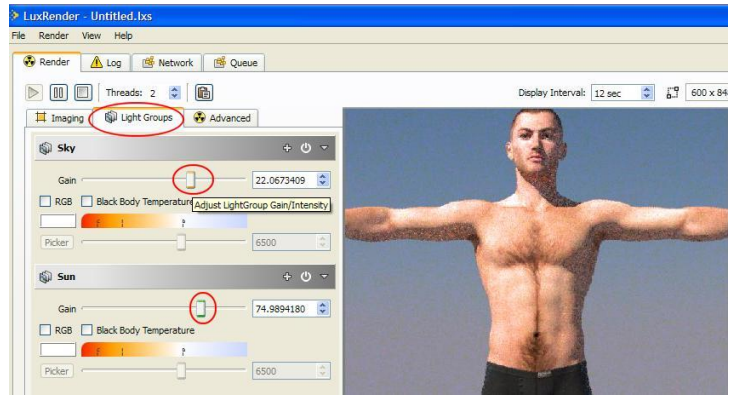 LuxRender - Untitled.lxs
File Render View Help
Render Log Network Queue
Threads: 2 Display Interval: 12 sec 600 x 84
Imaging Light Groups Advanced
Sky
Gain 22.0673409
RGB Black Body Temperature Adjust LightGroup Gain/Intensity
Picker 6500
Sun
Gain 74.9894180
RGB Black Body Temperature
Picker 6500